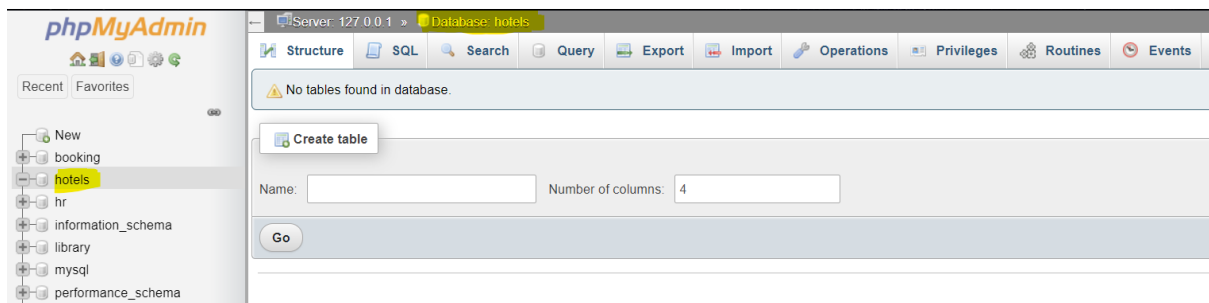 phpMyAdmin
Recent Favorites
New
booking
hotels
hr
information_schema
library
mysql
performance_schema
Server: 127.0.0.1 » Database: hotels
Structure SQL Search Query Export Import Operations Privileges Routines Events
No tables found in database.
Create table
Name: Number of columns: 4
Go